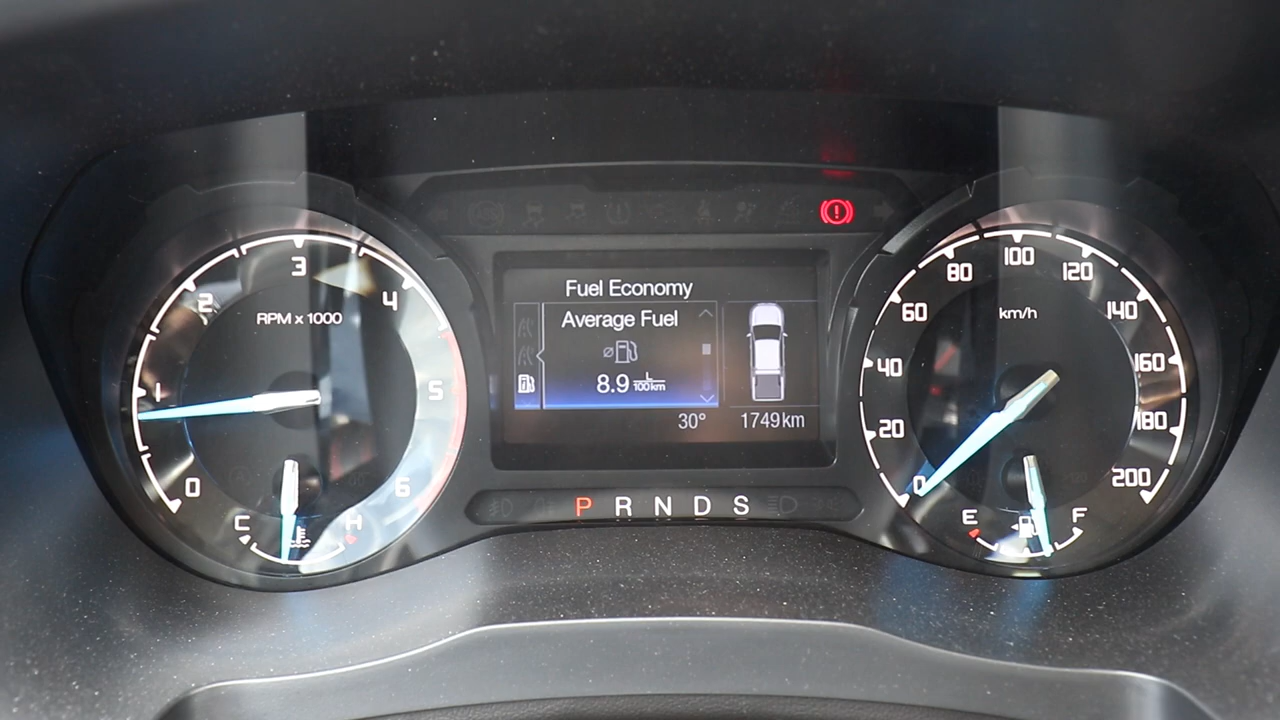 Fuel Economy
Average Fuel
8.9 L/100km
30° 1749km
P R N D S
RPM x 1000
0 1 2 3 4 5 6
C H
km/h
0 20 40 60 80 100 120 140 160 180 200
E F